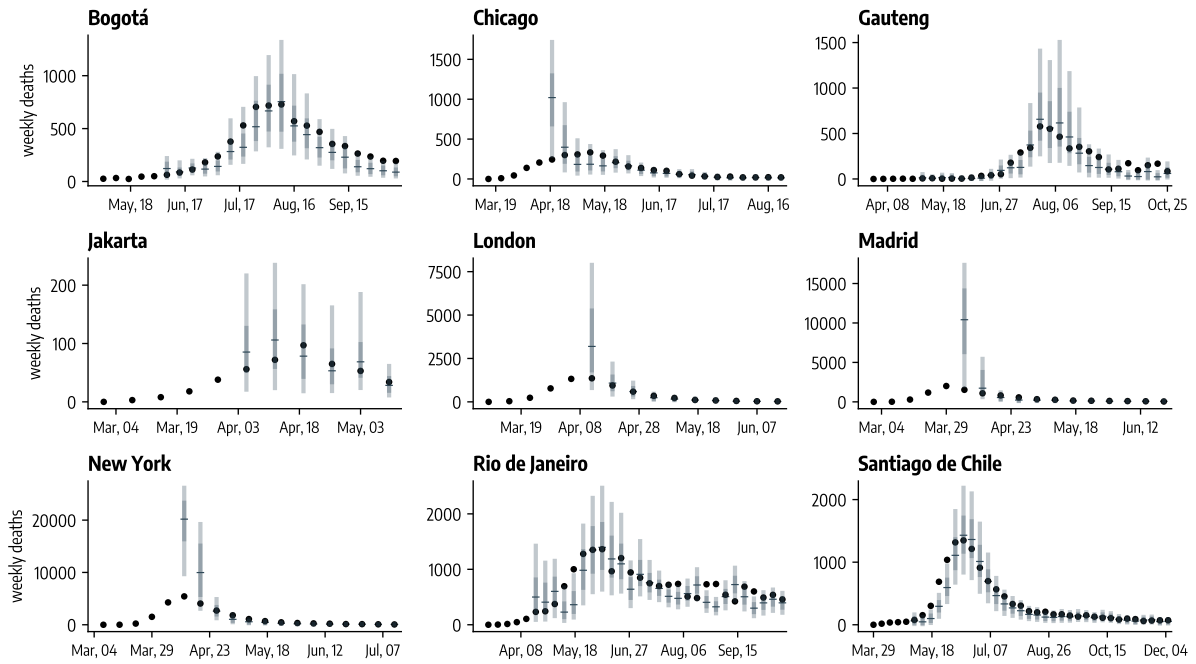 Bogotá Chicago Gauteng
weekly deaths
1000
500
0
1500
1000
500
0
1500
1000
500
0
May, 18 Jun, 17 Jul, 17 Aug, 16 Sep, 15
Mar, 19 Apr, 18 May, 18 Jun, 17 Jul, 17 Aug, 16
Apr, 08 May, 18 Jun, 27 Aug, 06 Sep, 15 Oct, 25
Jakarta London Madrid
weekly deaths
200
100
0
7500
5000
2500
0
15000
10000
5000
0
Mar, 04 Mar, 19 Apr, 03 Apr, 18 May, 03
Mar, 19 Apr, 08 Apr, 28 May, 18 Jun, 07
Mar, 04 Mar, 29 Apr, 23 May, 18 Jun, 12
New York Rio de Janeiro Santiago de Chile
weekly deaths
20000
10000
0
2000
1000
0
2000
1000
0
Mar, 04 Mar, 29 Apr, 23 May, 18 Jun, 12 Jul, 07
Apr, 08 May, 18 Jun, 27 Aug, 06 Sep, 15
Mar, 29 May, 18 Jul, 07 Aug, 26 Oct, 15 Dec, 04